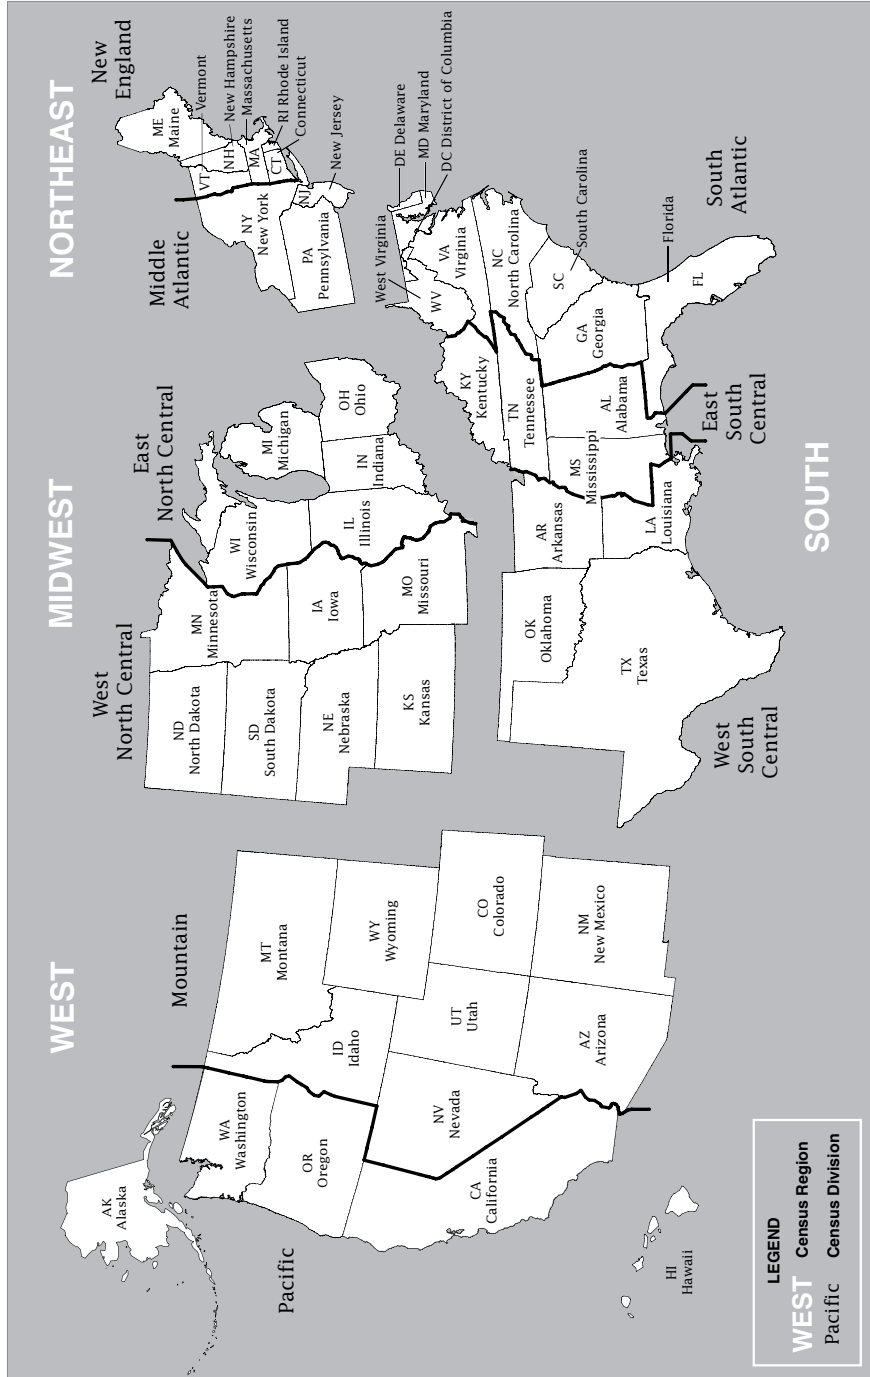 WEST
MIDWEST
NORTHEAST
SOUTH
Pacific
Mountain
West
North Central
East
North Central
Middle
Atlantic
New
England
West
South
Central
East
South
Central
South
Atlantic
AK
Alaska
WA
Washington
OR
Oregon
CA
California
HI
Hawaii
MT
Montana
ID
Idaho
WY
Wyoming
NV
Nevada
UT
Utah
CO
Colorado
AZ
Arizona
NM
New Mexico
ND
North Dakota
SD
South Dakota
NE
Nebraska
KS
Kansas
MN
Minnesota
IA
Iowa
MO
Missouri
WI
Wisconsin
IL
Illinois
MI
Michigan
IN
Indiana
OH
Ohio
NY
New York
PA
Pennsylvania
NJ
New Jersey
ME
Maine
VT
Vermont
NH
New Hampshire
MA
Massachusetts
RI Rhode Island
CT
Connecticut
TX
Texas
OK
Oklahoma
AR
Arkansas
LA
Louisiana
KY
Kentucky
TN
Tennessee
MS
Mississippi
AL
Alabama
West Virginia
WV
DE Delaware
MD Maryland
DC District of Columbia
VA
Virginia
NC
North Carolina
SC
South Carolina
GA
Georgia
FL
Florida
LEGEND
WEST Census Region
Pacific Census Division